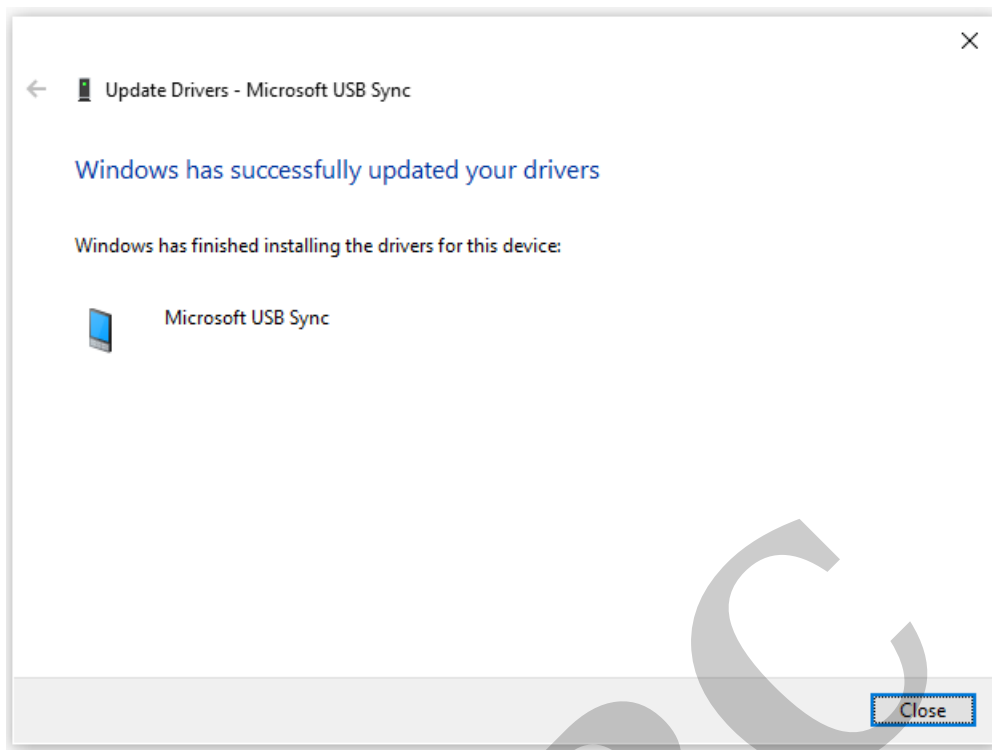 Update Drivers - Microsoft USB Sync
Windows has successfully updated your drivers
Windows has finished installing the drivers for this device:
Microsoft USB Sync
Close